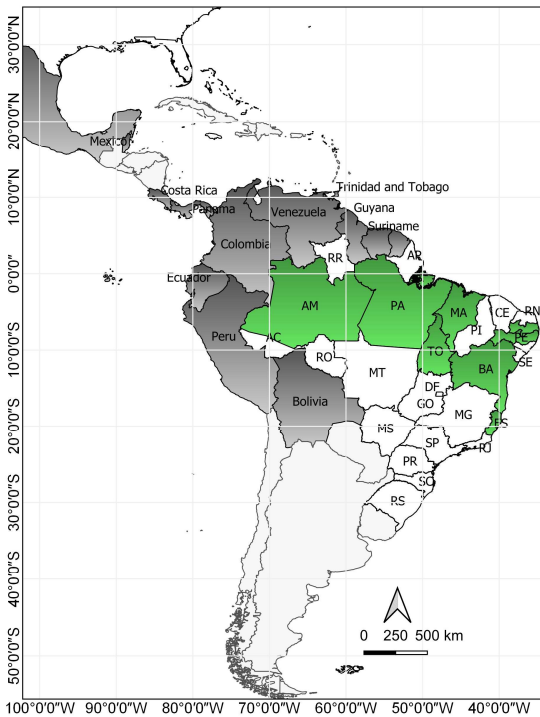 30°0'0"N
20°0'0"N
10°0'0"N
0°0'0"
10°0'0"S
20°0'0"S
30°0'0"S
40°0'0"S
50°0'0"S
Mexico
Costa Rica
Panama
Trinidad and Tobago
Venezuela
Guyana
Suriname
Colombia
RR
AP
Ecuador
AM
PA
MA
CE
RN
PI
PE
Peru
AC
TO
SE
RO
BA
MT
DF
Bolivia
GO
MG
ES
MS
SP
RJ
PR
SC
RS
0 250 500 km
100°0'0"W 90°0'0"W 80°0'0"W 70°0'0"W 60°0'0"W 50°0'0"W 40°0'0"W